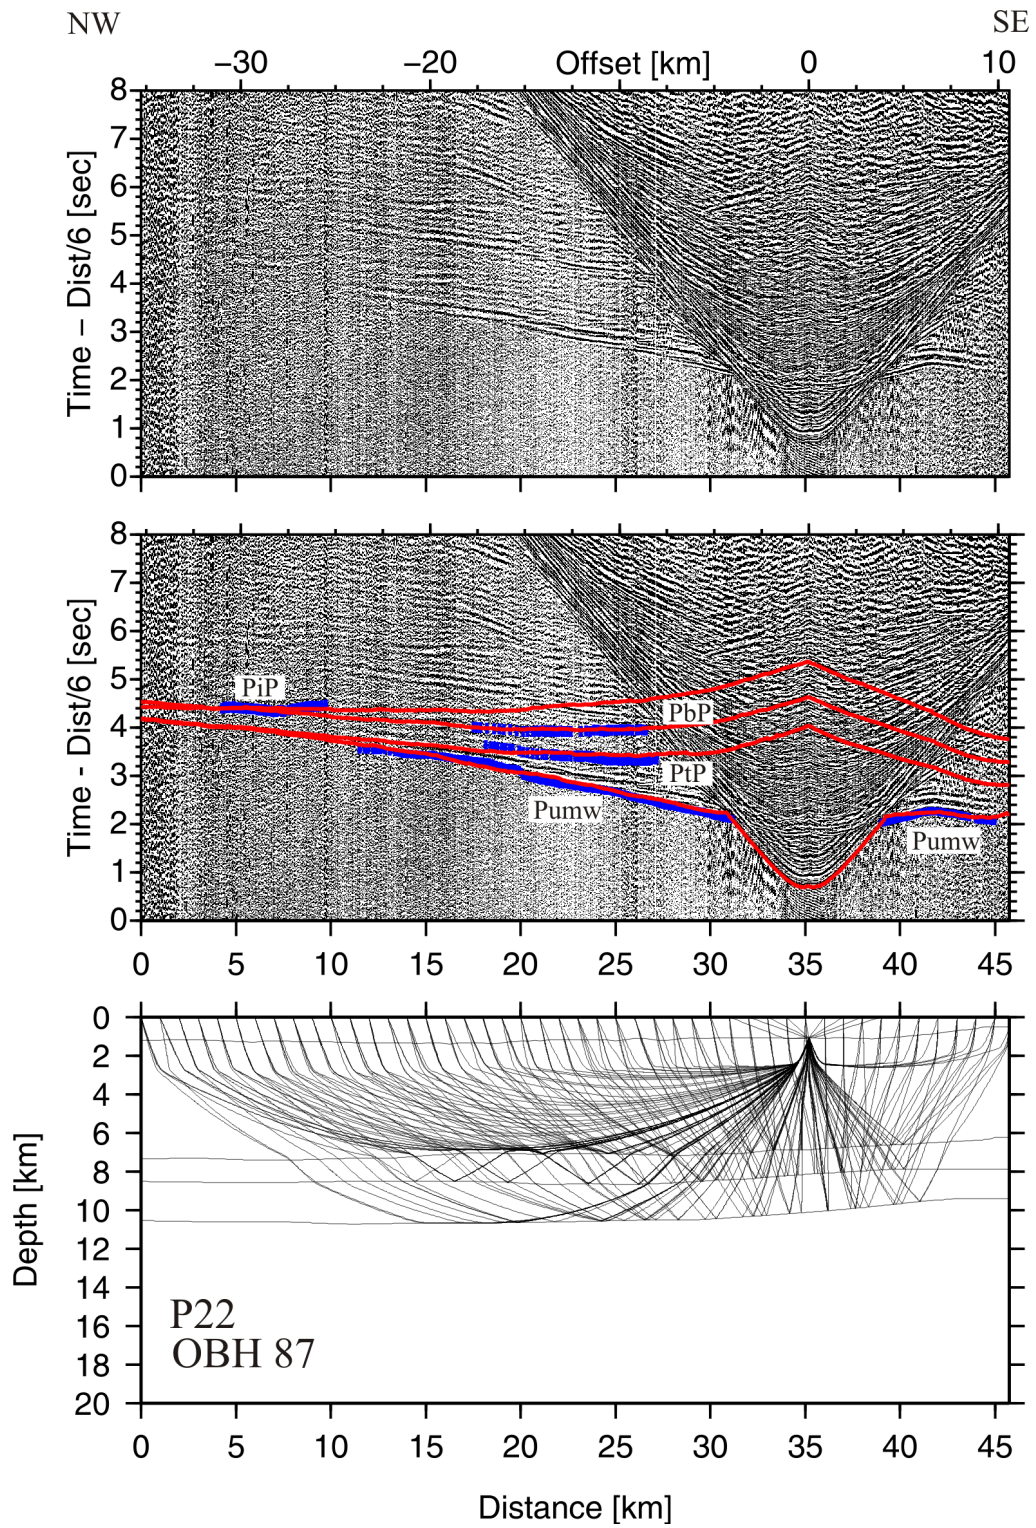 NW SE
−30 −20 Offset [km] 0 10
8
7
6
5
4
3
2
1
0
Time − Dist/6 [sec]
8
7
6
5
4
3
2
1
0
Time - Dist/6 [sec]
PiP
PbP
PtP
Pumw
Pumw
0 5 10 15 20 25 30 35 40 45
0
2
4
6
8
10
12
14
16
18
20
Depth [km]
P22
OBH 87
0 5 10 15 20 25 30 35 40 45
Distance [km]